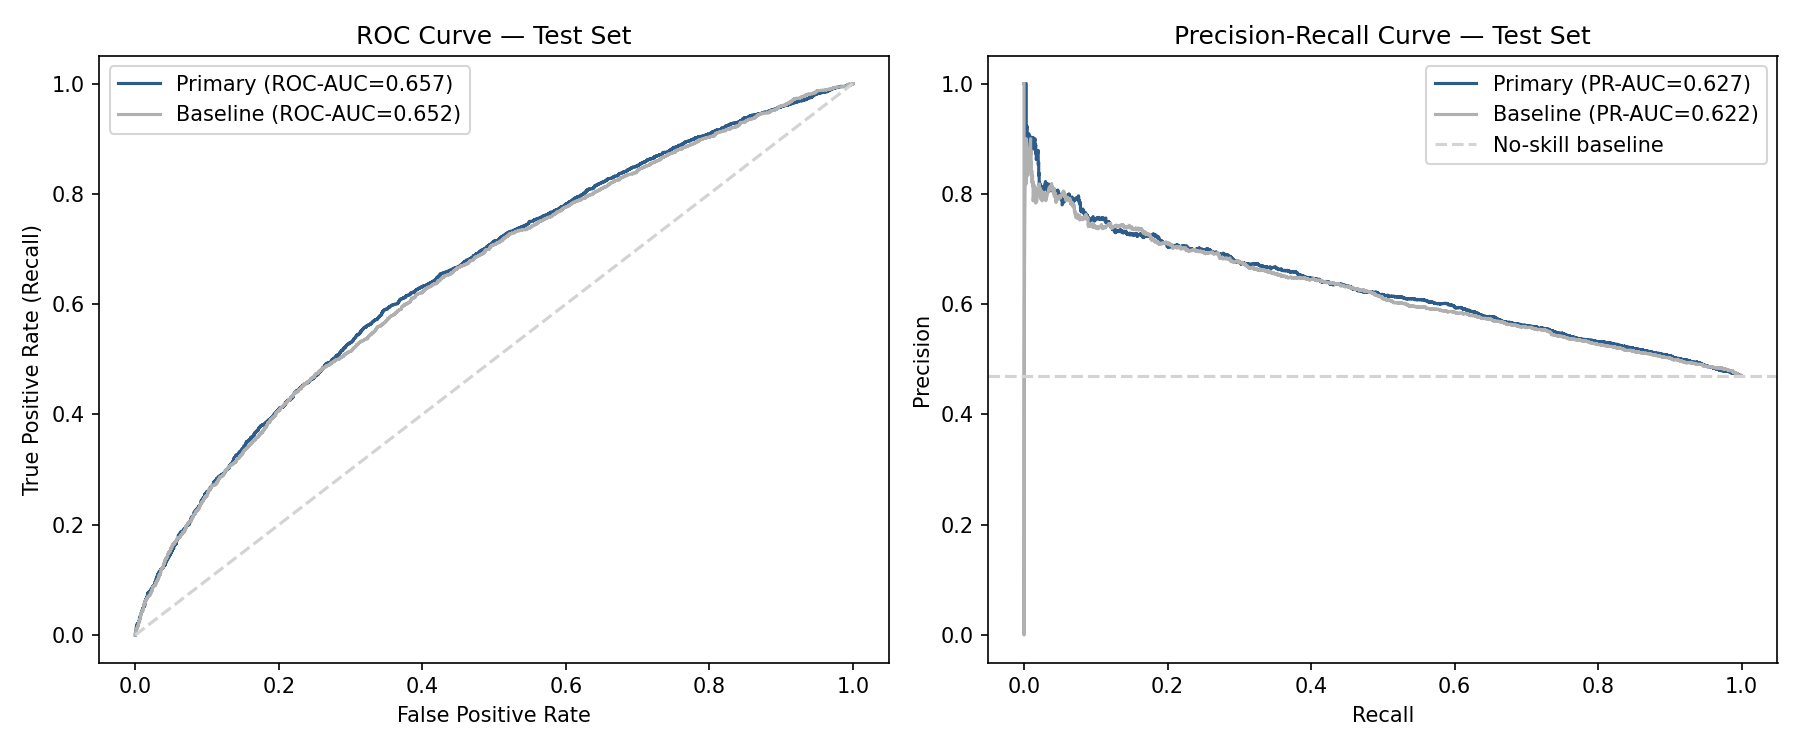 ROC Curve — Test Set
Primary (ROC-AUC=0.657)
Baseline (ROC-AUC=0.652)
True Positive Rate (Recall)
1.0
0.8
0.6
0.4
0.2
0.0
0.0 0.2 0.4 0.6 0.8 1.0
False Positive Rate
Precision-Recall Curve — Test Set
Primary (PR-AUC=0.627)
Baseline (PR-AUC=0.622)
No-skill baseline
Precision
1.0
0.8
0.6
0.4
0.2
0.0
0.0 0.2 0.4 0.6 0.8 1.0
Recall